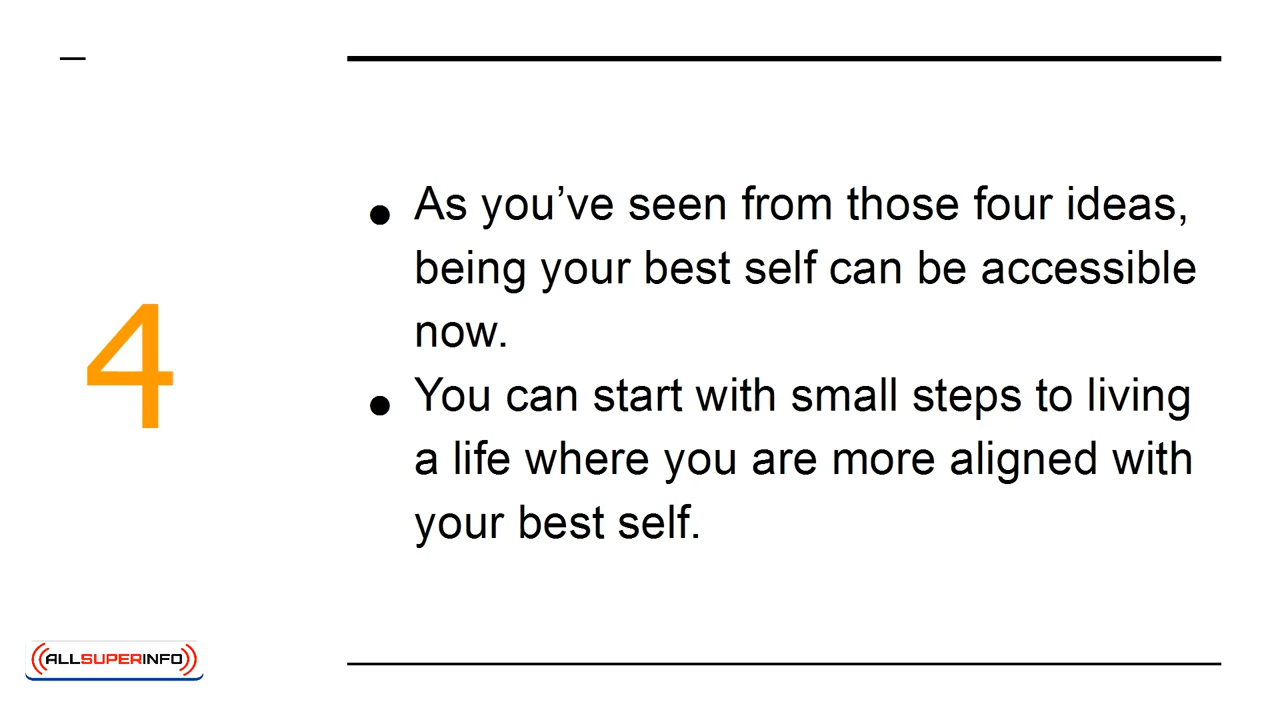 4
As you’ve seen from those four ideas,
being your best self can be accessible
now.
You can start with small steps to living
a life where you are more aligned with
your best self.
ALLSUPERINFO